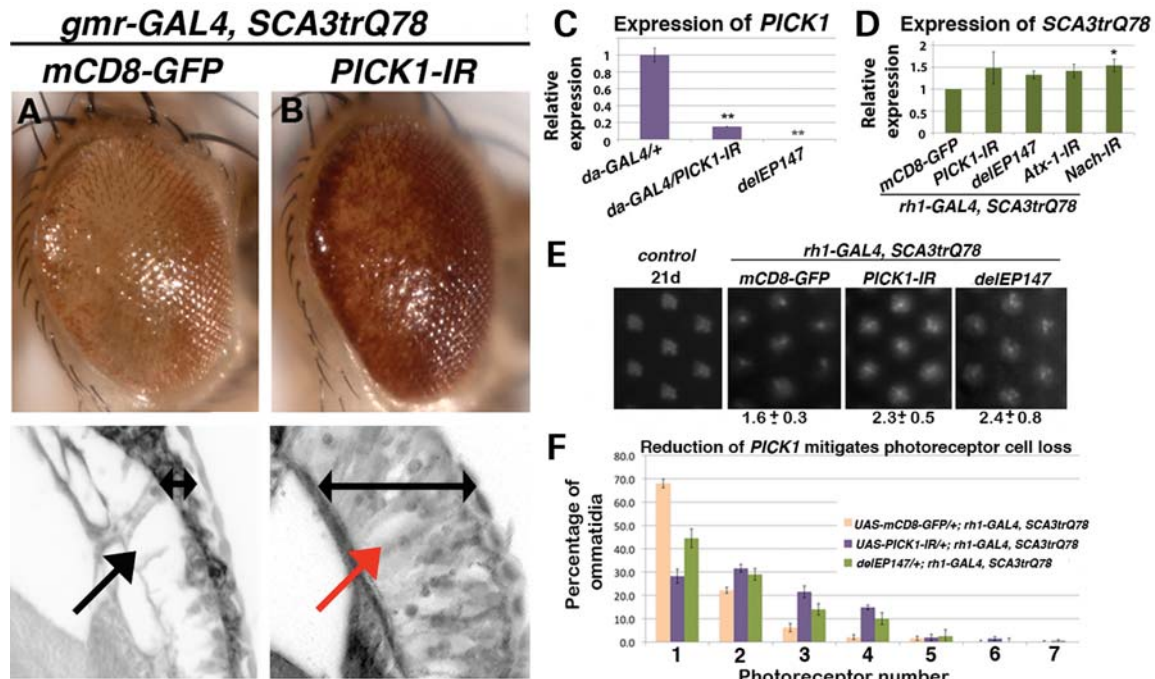 gmr-GAL4, SCA3trQ78
mCD8-GFP PICK1-IR
A
B
C Expression of PICK1
Relative expression
1
0.8
0.6
0.4
0.2
0
**
**
da-GAL4/+
da-GAL4/PICK1-IR
delEP147
D Expression of SCA3trQ78
Relative expression
2
1.5
1
0.5
0
*
mCD8-GFP
PICK1-IR
delEP147
Atx-1-IR
Nach-IR
rh1-GAL4, SCA3trQ78
E
control
21d
rh1-GAL4, SCA3trQ78
mCD8-GFP PICK1-IR delEP147
1.6 ± 0.3 2.3 ± 0.5 2.4 ± 0.8
F
Reduction of PICK1 mitigates photoreceptor cell loss
Percentage of ommatidia
80.0
70.0
60.0
50.0
40.0
30.0
20.0
10.0
0.0
UAS-mCD8-GFP/+; rh1-GAL4, SCA3trQ78
UAS-PICK1-IR/+; rh1-GAL4, SCA3trQ78
delEP147/+; rh1-GAL4, SCA3trQ78
1 2 3 4 5 6 7
Photoreceptor number